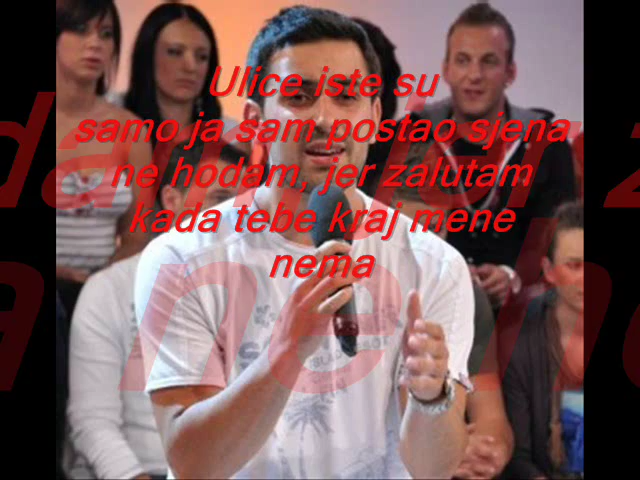 Ulice iste su
samo ja sam postao sjena
ne hodam, jer zalutam
kada tebe kraj mene
nema